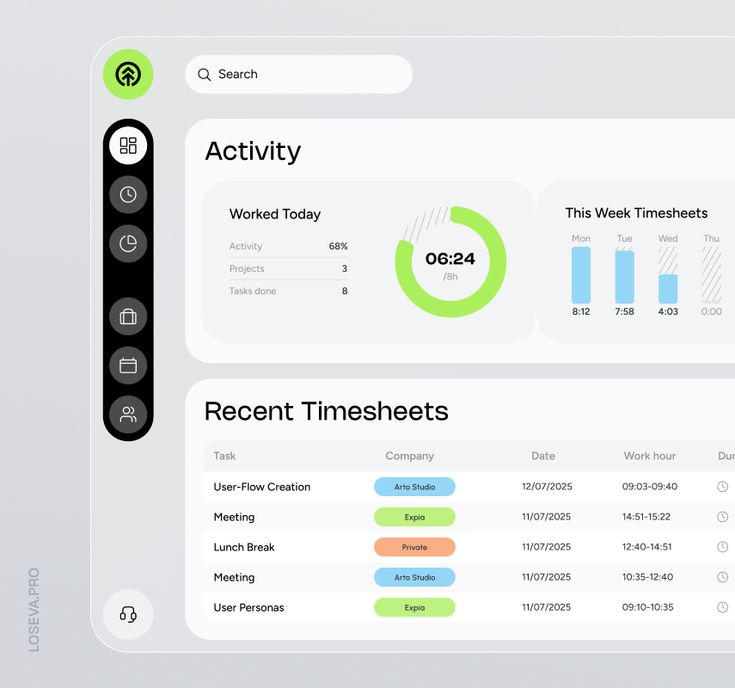 Search
Activity
Worked Today
Activity 68%
Projects 3
Tasks done 8
06:24
/8h
This Week Timesheets
Mon Tue Wed Thu
8:12 7:58 4:03 0:00
Recent Timesheets
Task Company Date Work hour
User-Flow Creation Arto Studio 12/07/2025 09:03-09:40
Meeting Expia 11/07/2025 14:51-15:22
Lunch Break Private 11/07/2025 12:40-14:51
Meeting Arto Studio 11/07/2025 10:35-12:40
User Personas Expia 11/07/2025 09:10-10:35
LOSEVA.PRO